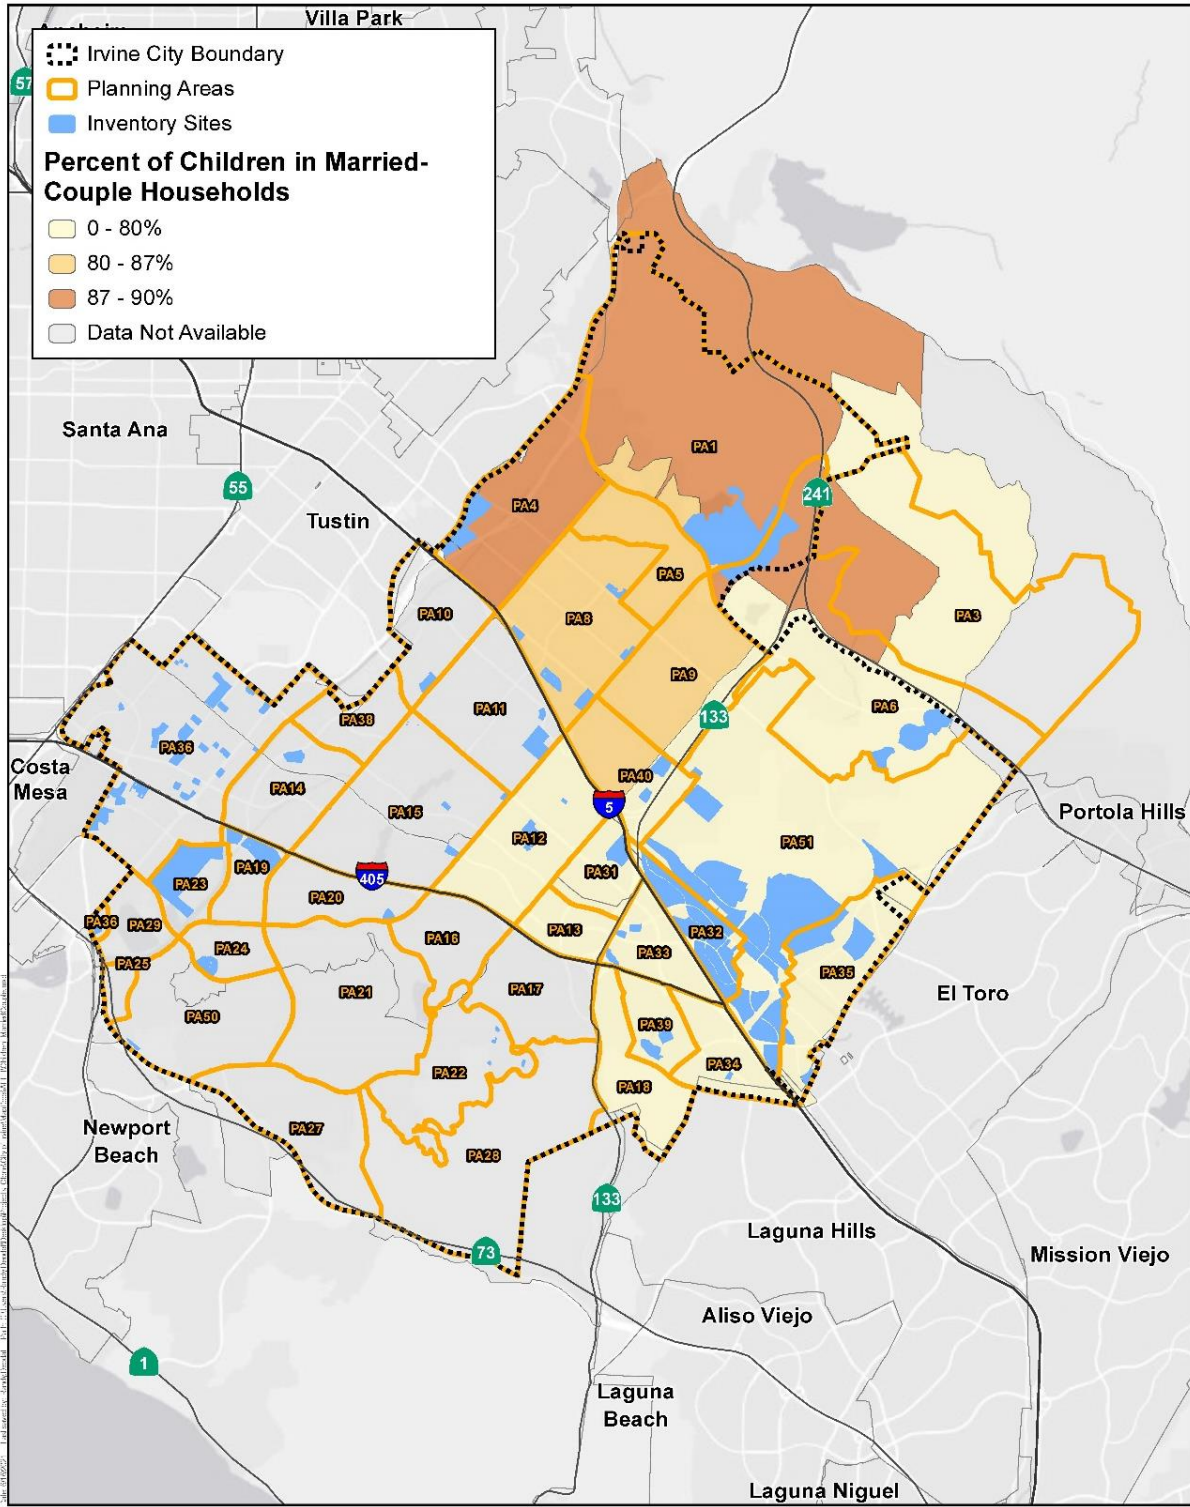 Villa Park
57
Irvine City Boundary
Planning Areas
Inventory Sites
Percent of Children in Married-
Couple Households
0 - 80%
80 - 87%
87 - 90%
Data Not Available
Santa Ana
55
Tustin
PA1
241
PA4
PA5
PA8
PA10
PA3
PA9
PA6
133
PA11
PA38
PA36
Costa
Mesa
PA14
PA15
PA40
5
PA12
Portola Hills
PA51
PA19
PA23
405
PA31
PA20
PA36
PA29
PA24
PA16
PA13
PA32
PA33
PA25
PA35
PA21
PA17
El Toro
PA50
PA39
PA22
PA34
PA18
Newport
Beach
PA27
PA28
133
Laguna Hills
73
Mission Viejo
Aliso Viejo
1
Laguna
Beach
Laguna Niguel